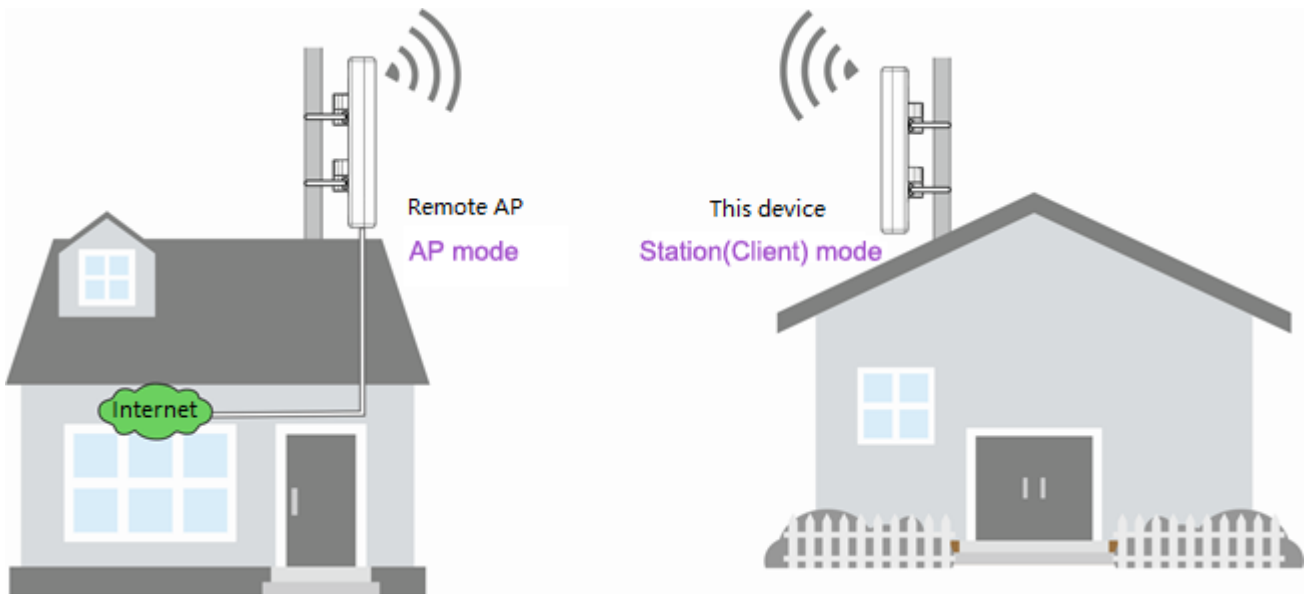 Remote AP
AP mode
This device
Station(Client) mode
Internet